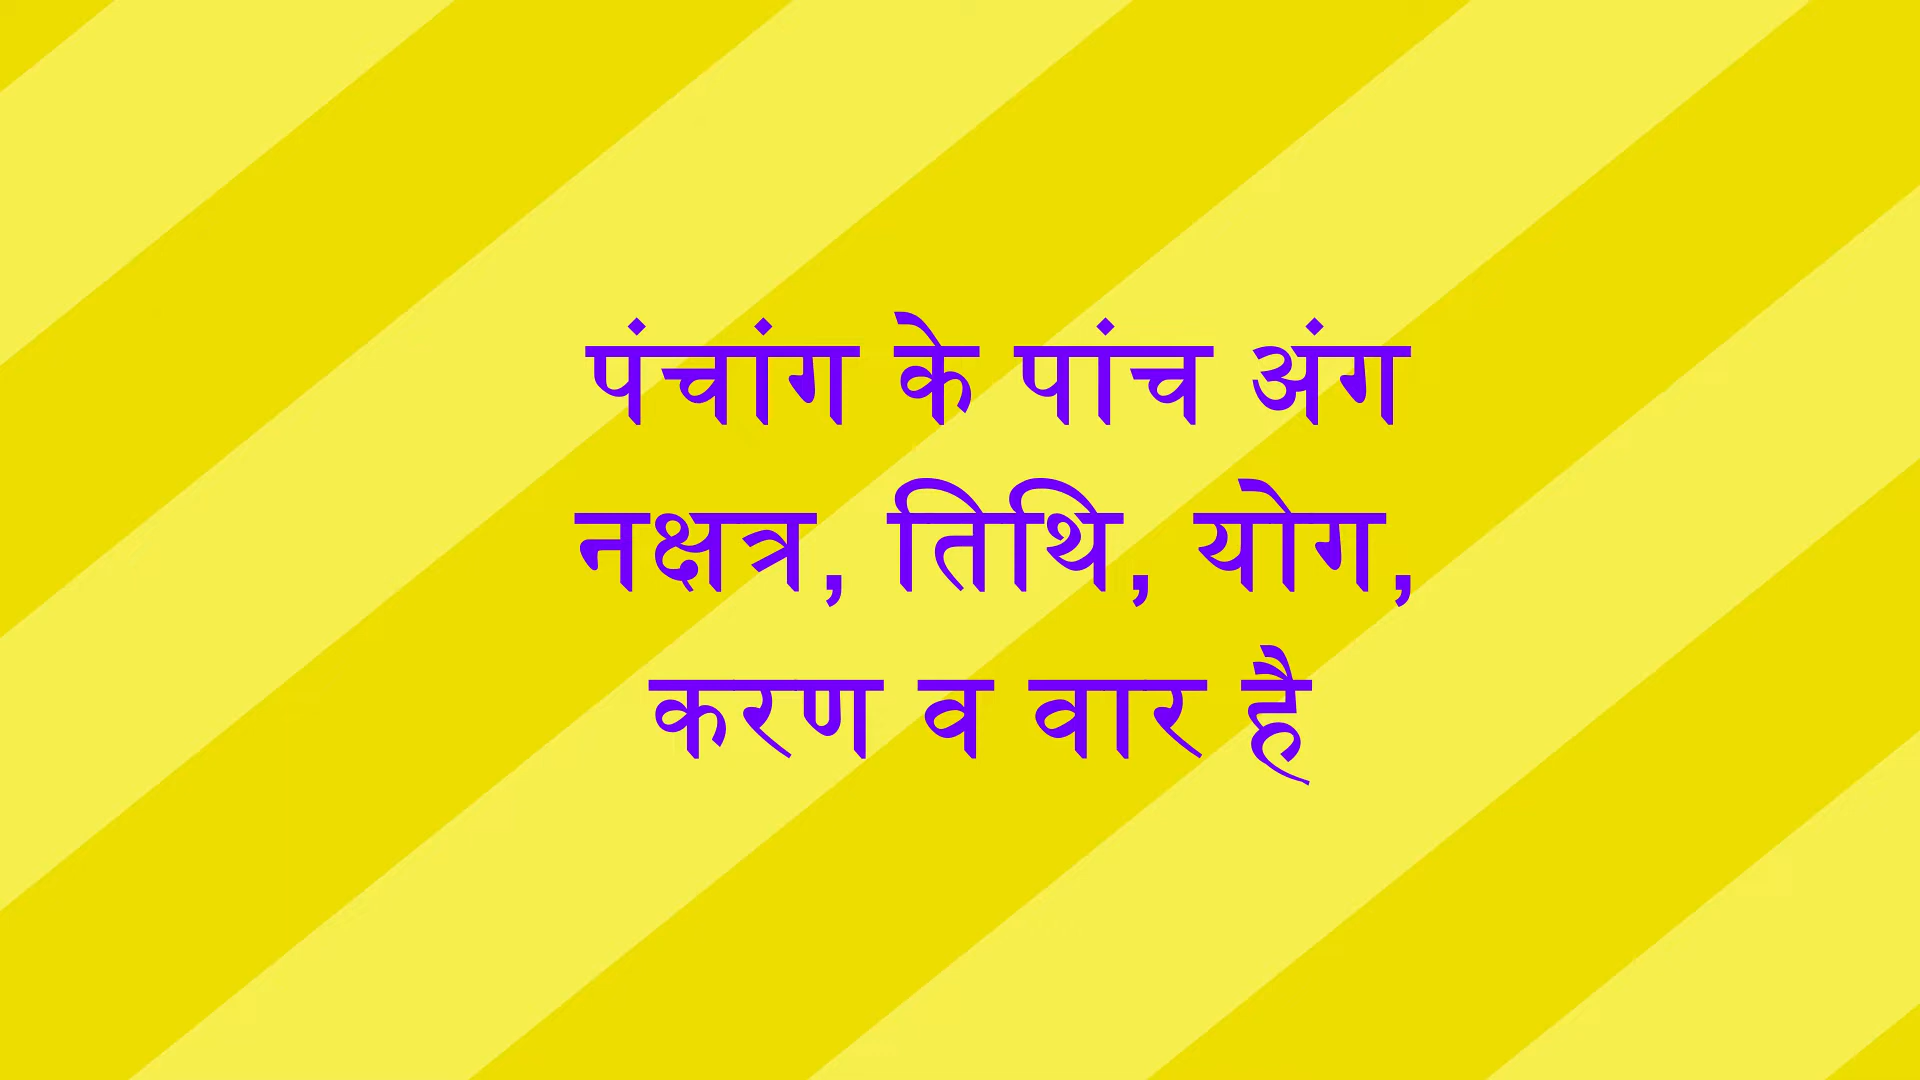 पंचांग के पांच अंग
नक्षत्र, तिथि, योग,
करण व वार है